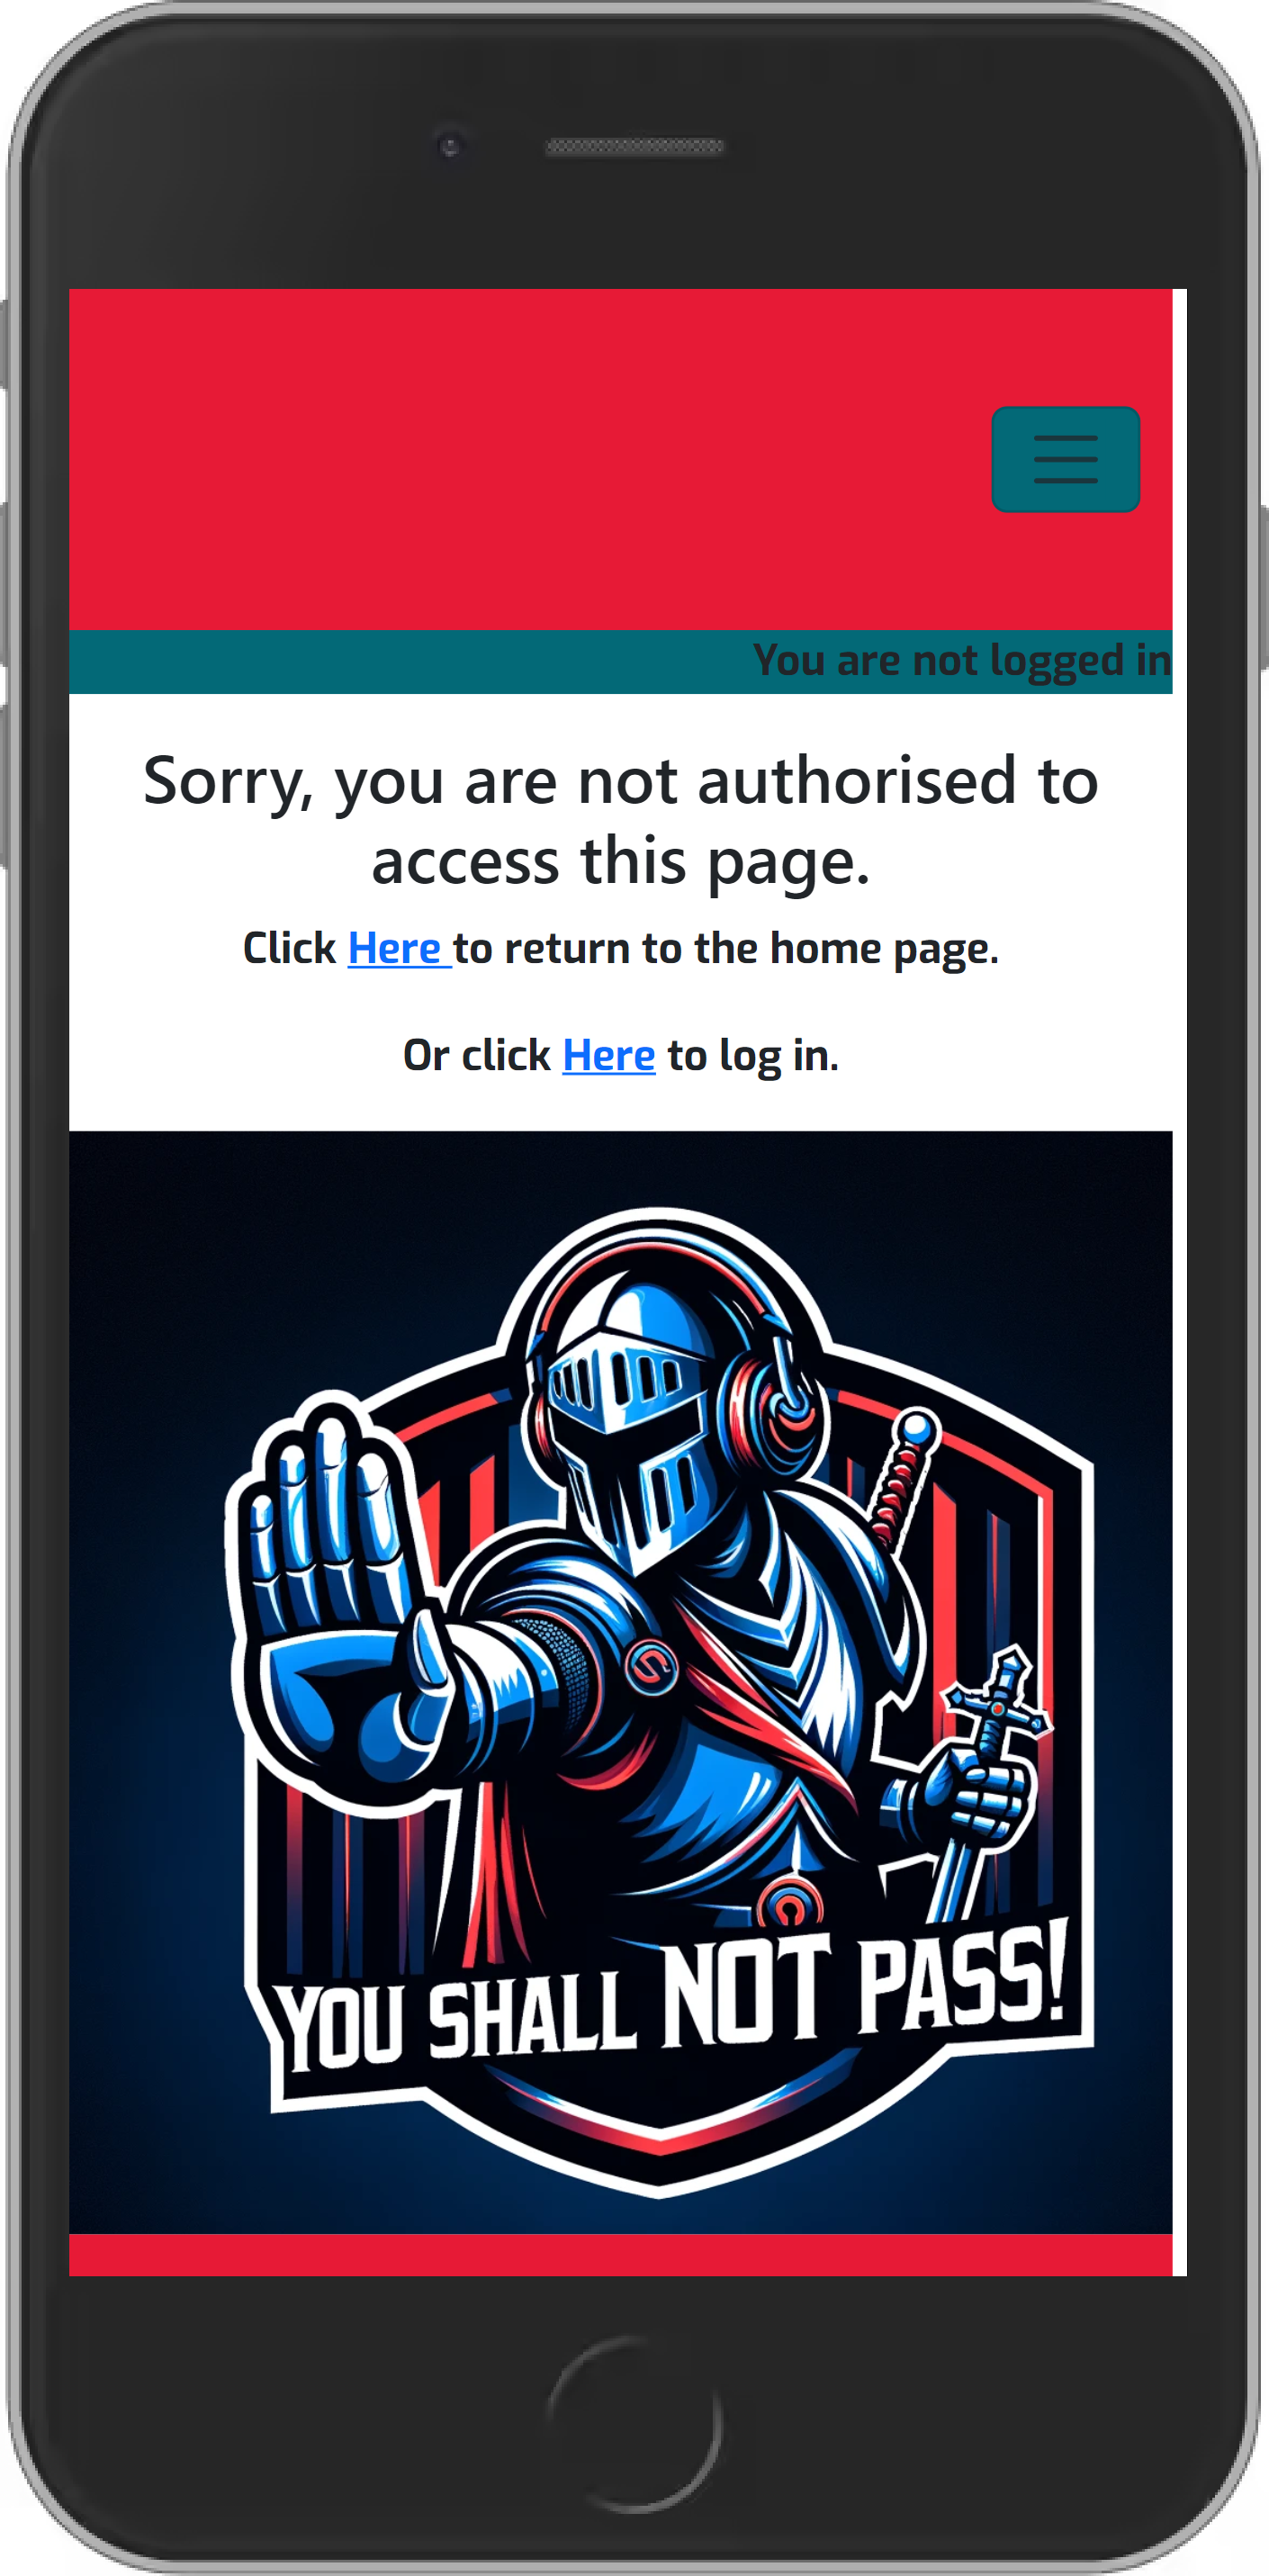 You are not logged in
Sorry, you are not authorised to
access this page.
Click Here to return to the home page.
Or click Here to log in.
YOU SHALL NOT PASS!